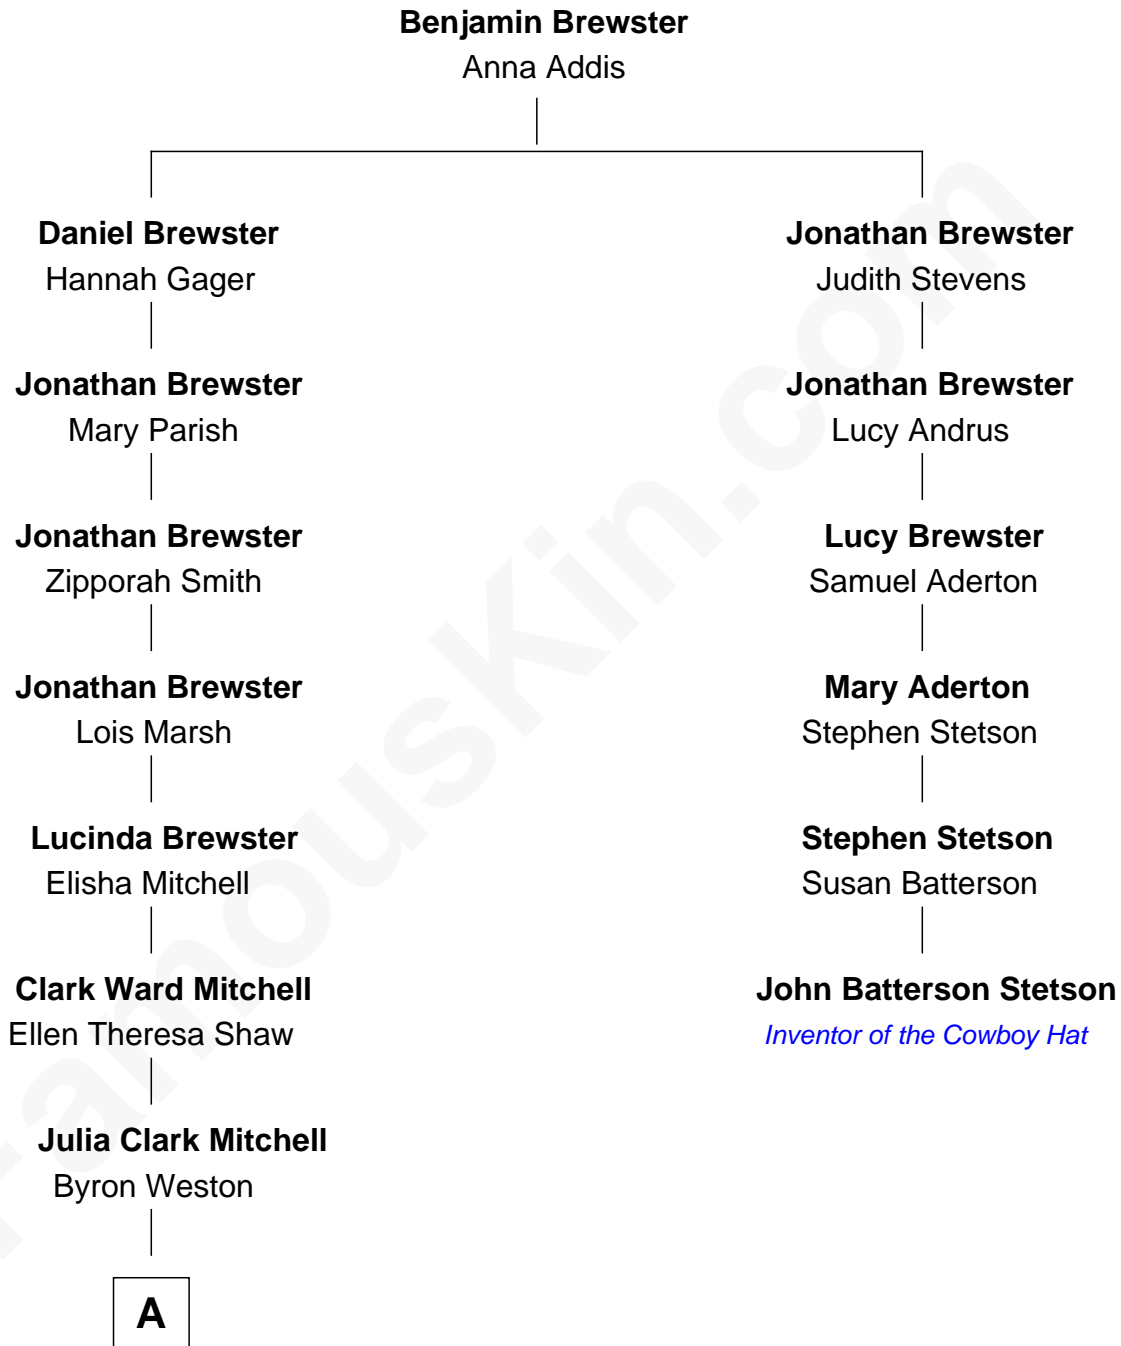 Benjamin Brewster
Anna Addis
Daniel Brewster
Hannah Gager
Jonathan Brewster
Mary Parish
Jonathan Brewster
Zipporah Smith
Jonathan Brewster
Lois Marsh
Lucinda Brewster
Elisha Mitchell
Clark Ward Mitchell
Ellen Theresa Shaw
Julia Clark Mitchell
Byron Weston
A
Jonathan Brewster
Judith Stevens
Jonathan Brewster
Lucy Andrus
Lucy Brewster
Samuel Aderton
Mary Aderton
Stephen Stetson
Stephen Stetson
Susan Batterson
John Batterson Stetson
Inventor of the Cowboy Hat
FamousKin.com